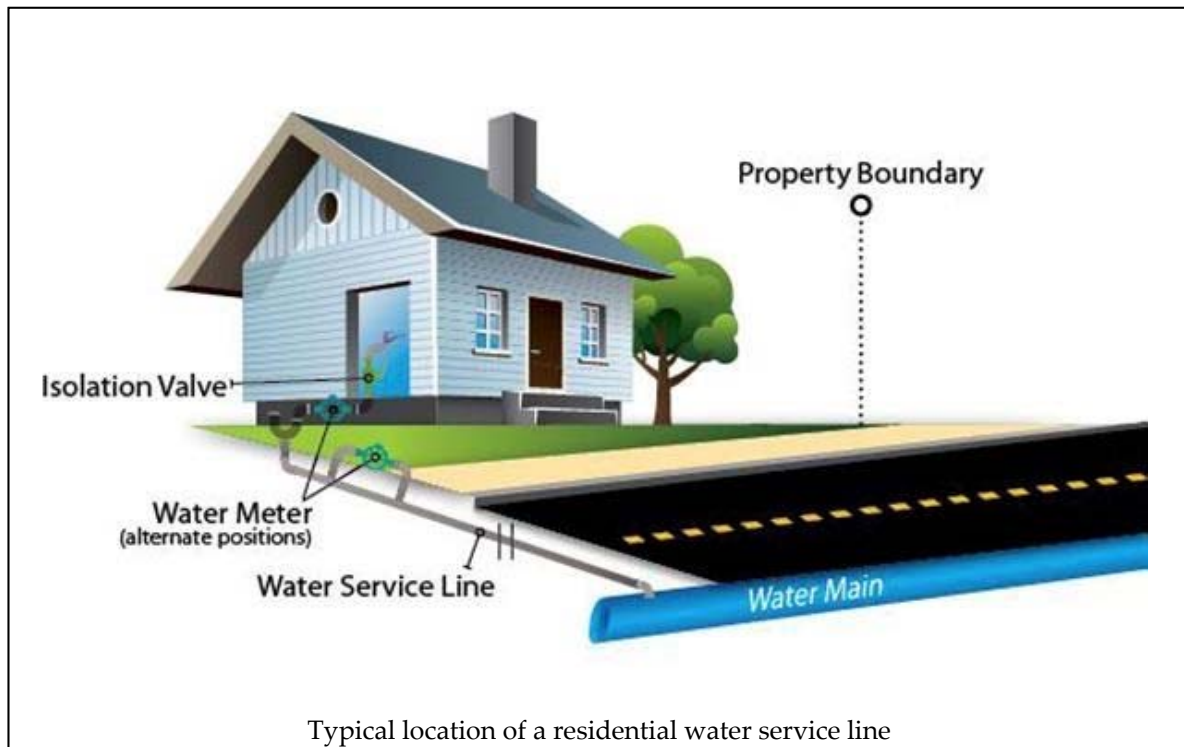 Property Boundary
Isolation Valve
Water Meter
(alternate positions)
Water Service Line
Water Main
Typical location of a residential water service line